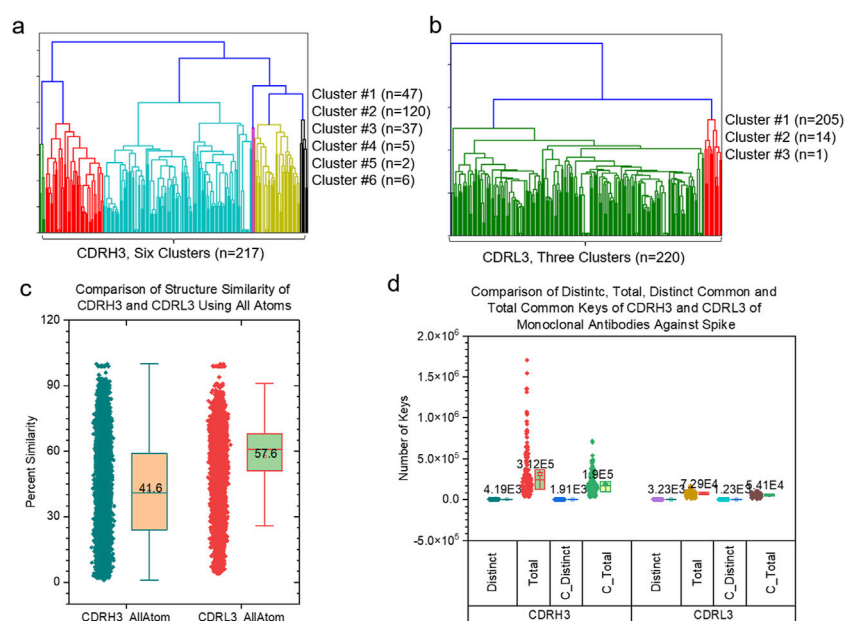 a
Cluster #1 (n=47)
Cluster #2 (n=120)
Cluster #3 (n=37)
Cluster #4 (n=5)
Cluster #5 (n=2)
Cluster #6 (n=6)
CDRH3, Six Clusters (n=217)
b
Cluster #1 (n=205)
Cluster #2 (n=14)
Cluster #3 (n=1)
CDRL3, Three Clusters (n=220)
c
Comparison of Structure Similarity of
CDRH3 and CDRL3 Using All Atoms
Percent Similarity
120
90
60
30
0
41.6
57.6
CDRH3_AllAtom
CDRL3_AllAtom
d
Comparison of Distintc, Total, Distinct Common and
Total Common Keys of CDRH3 and CDRL3 of
Monoclonal Antibodies Against Spike
Number of Keys
2.0×10⁶
1.5×10⁶
1.0×10⁶
5.0×10⁵
0.0
-5.0×10⁵
4.19E3
3.12E5
1.91E3
1.9E5
3.23E3
7.29E4
1.23E3
5.41E4
Distinct
Total
C_Distinct
C_Total
Distinct
Total
C_Distinct
C_Total
CDRH3
CDRL3